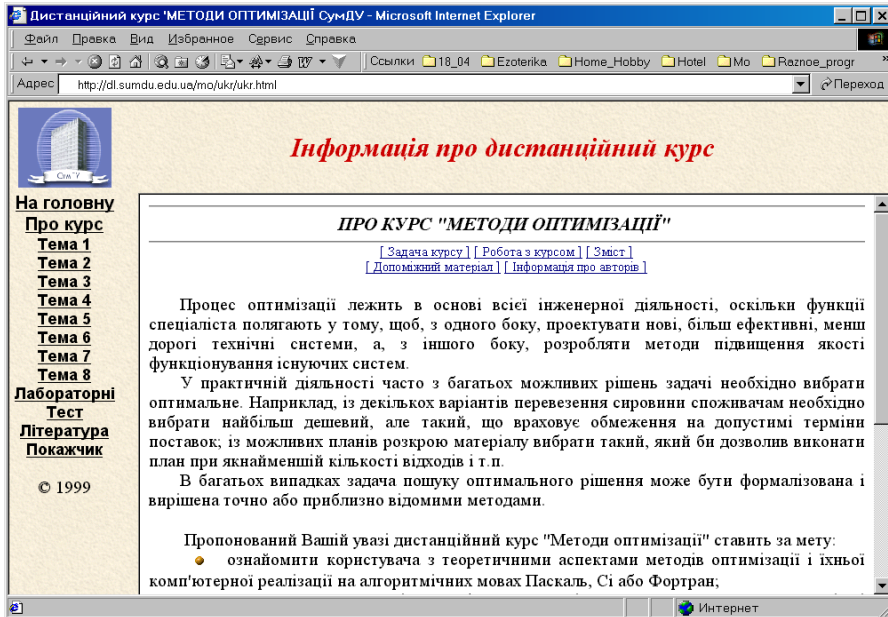 Дистанційний курс 'МЕТОДИ ОПТИМІЗАЦІЇ СумДУ - Microsoft Internet Explorer
Файл Правка Вид Избранное Сервис Справка
Ссылки 18_04 Ezoterika Home_Hobby Hotel Mo Raznoe_progr »
Адрес http://dl.sumdu.edu.ua/mo/ukr/ukr.html Переход
Інформація про дистанційний курс
На головну
Про курс
Тема 1
Тема 2
Тема 3
Тема 4
Тема 5
Тема 6
Тема 7
Тема 8
Лабораторні
Тест
Література
Покажчик
© 1999
ПРО КУРС "МЕТОДИ ОПТИМІЗАЦІЇ"
[ Задача курсу ] [ Робота з курсом ] [ Зміст ]
[ Допоміжний матеріал ] [ Інформація про авторів ]
Процес оптимізації лежить в основі всієї інженерної діяльності, оскільки функції
спеціаліста полягають у тому, щоб, з одного боку, проектувати нові, більш ефективні, менш
дорогі технічні системи, а, з іншого боку, розробляти методи підвищення якості
функціонування існуючих систем.
У практичній діяльності часто з багатьох можливих рішень задачі необхідно вибрати
оптимальне. Наприклад, із декількох варіантів перевезення сировини споживачам необхідно
вибрати найбільш дешевий, але такий, що враховує обмеження на допустимі терміни
поставок; із можливих планів розкрою матеріалу вибрати такий, який би дозволив виконати
план при якнайменшій кількості відходів і т.п.
В багатьох випадках задача пошуку оптимального рішення може бути формалізована і
вирішена точно або приблизно відомими методами.
Пропонований Вашій увазі дистанційний курс "Методи оптимізації" ставить за мету:
ознайомити користувача з теоретичними аспектами методів оптимізації і їхньої
комп'ютерної реалізації на алгоритмічних мовах Паскаль, Сі або Фортран;
Интернет